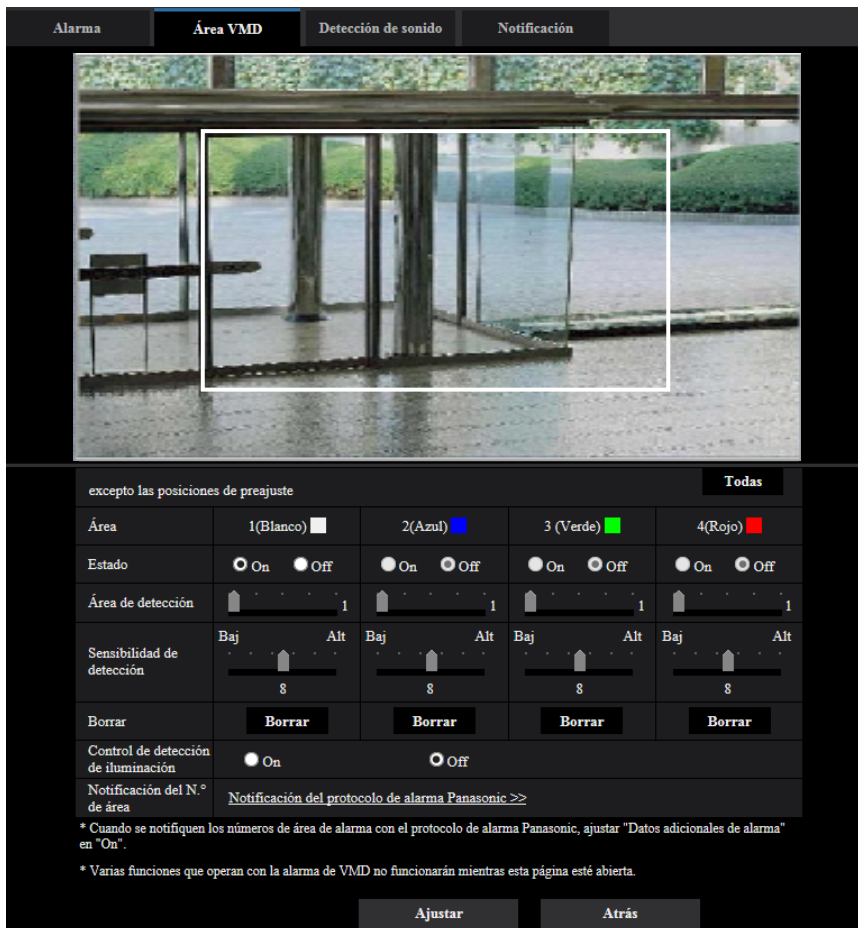 Alarma Área VMD Detección de sonido Notificación
excepto las posiciones de preajuste Todas
Área 1(Blanco) 2(Azul) 3 (Verde) 4(Rojo)
Estado On Off On Off On Off On Off
Área de detección 1 1 1 1
Baj Alt Baj Alt Baj Alt Baj Alt
Sensibilidad de
detección
8 8 8 8
Borrar Borrar Borrar Borrar Borrar
Control de detección
de iluminación On Off
Notificación del N.°
de área Notificación del protocolo de alarma Panasonic >>
* Cuando se notifiquen los números de área de alarma con el protocolo de alarma Panasonic, ajustar "Datos adicionales de alarma"
en "On".
* Varias funciones que operan con la alarma de VMD no funcionarán mientras esta página esté abierta.
Ajustar Atrás